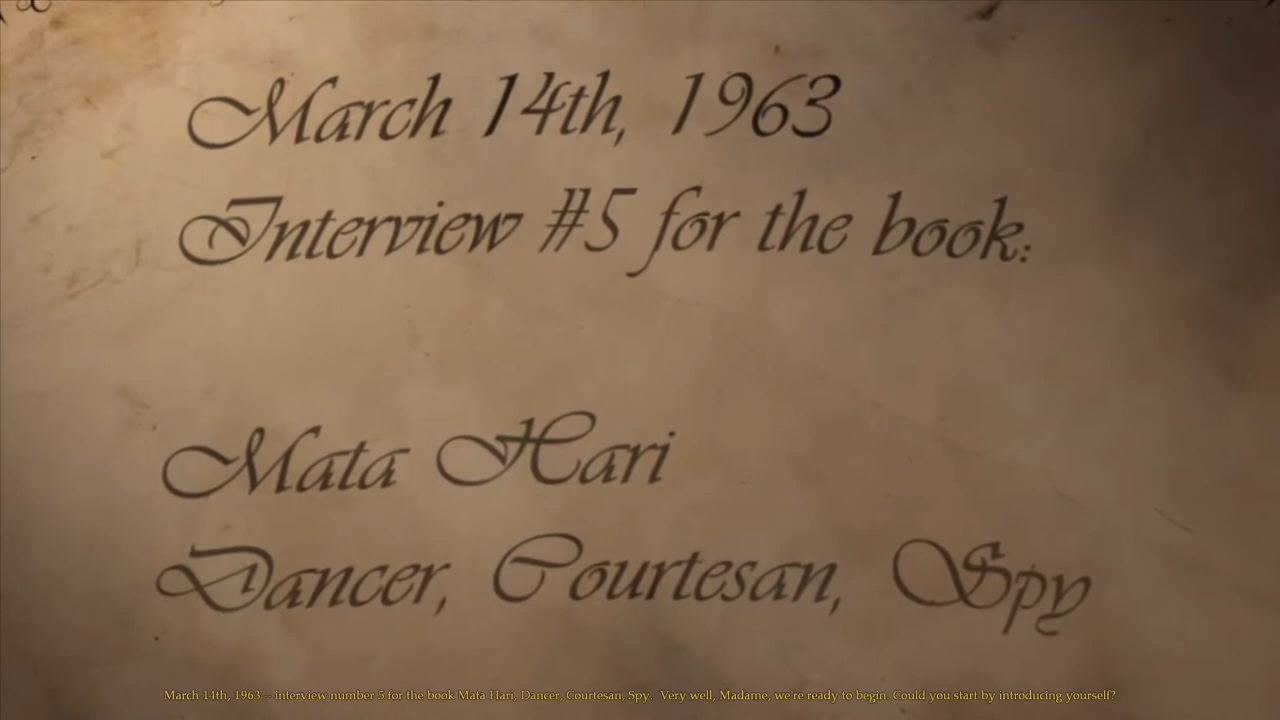 March 14th, 1963
Interview #5 for the book:
Mata Hari
Dancer, Courtesan, Spy
March 14th, 1963 -- interview number 5 for the book Mata Hari, Dancer, Courtesan, Spy.  Very well, Madame, we're ready to begin. Could you start by introducing yourself?